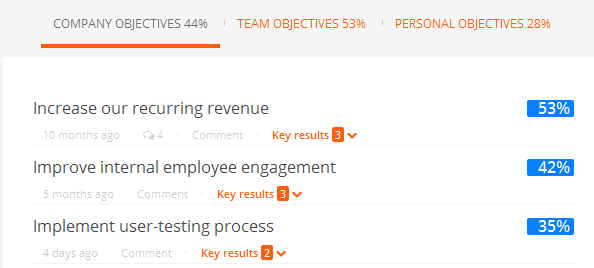 COMPANY OBJECTIVES 44% TEAM OBJECTIVES 53% PERSONAL OBJECTIVES 28%
Increase our recurring revenue 53%
10 months ago 4 · Comment · Key results 3
Improve internal employee engagement 42%
5 months ago Comment · Key results 3
Implement user-testing process 35%
4 days ago Comment · Key results 2